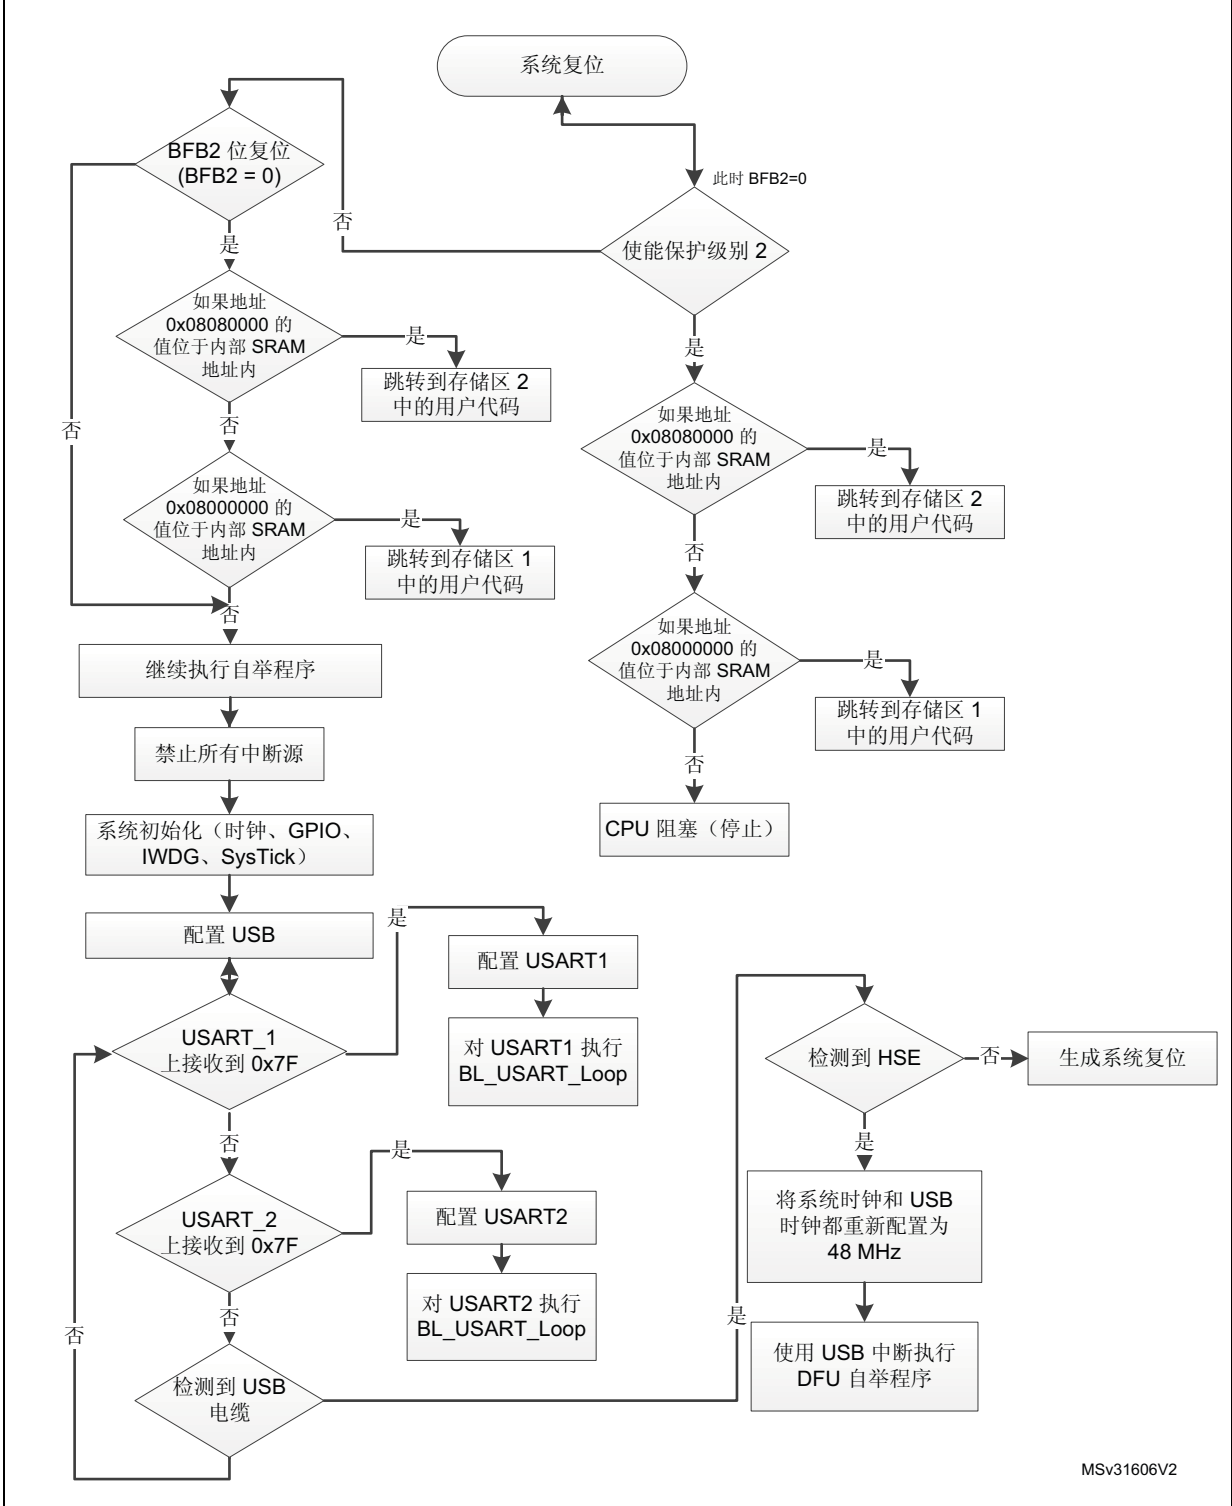 系统复位
此时 BFB2=0
BFB2 位复位
(BFB2 = 0)
否
使能保护级别 2
是
如果地址
0x08080000 的
值位于内部 SRAM
地址内
是
跳转到存储区 2
中的用户代码
否
否
如果地址
0x08000000 的
值位于内部 SRAM
地址内
是
跳转到存储区 1
中的用户代码
否
是
如果地址
0x08080000 的
值位于内部 SRAM
地址内
是
跳转到存储区 2
中的用户代码
否
如果地址
0x08000000 的
值位于内部 SRAM
地址内
是
跳转到存储区 1
中的用户代码
否
CPU 阻塞（停止）
继续执行自举程序
禁止所有中断源
系统初始化（时钟、GPIO、
IWDG、SysTick）
配置 USB
USART_1
上接收到 0x7F
是
配置 USART1
对 USART1 执行
BL_USART_Loop
否
USART_2
上接收到 0x7F
是
配置 USART2
对 USART2 执行
BL_USART_Loop
否
否
检测到 USB
电缆
是
检测到 HSE
否
生成系统复位
是
将系统时钟和 USB
时钟都重新配置为
48 MHz
使用 USB 中断执行
DFU 自举程序
MSv31606V2